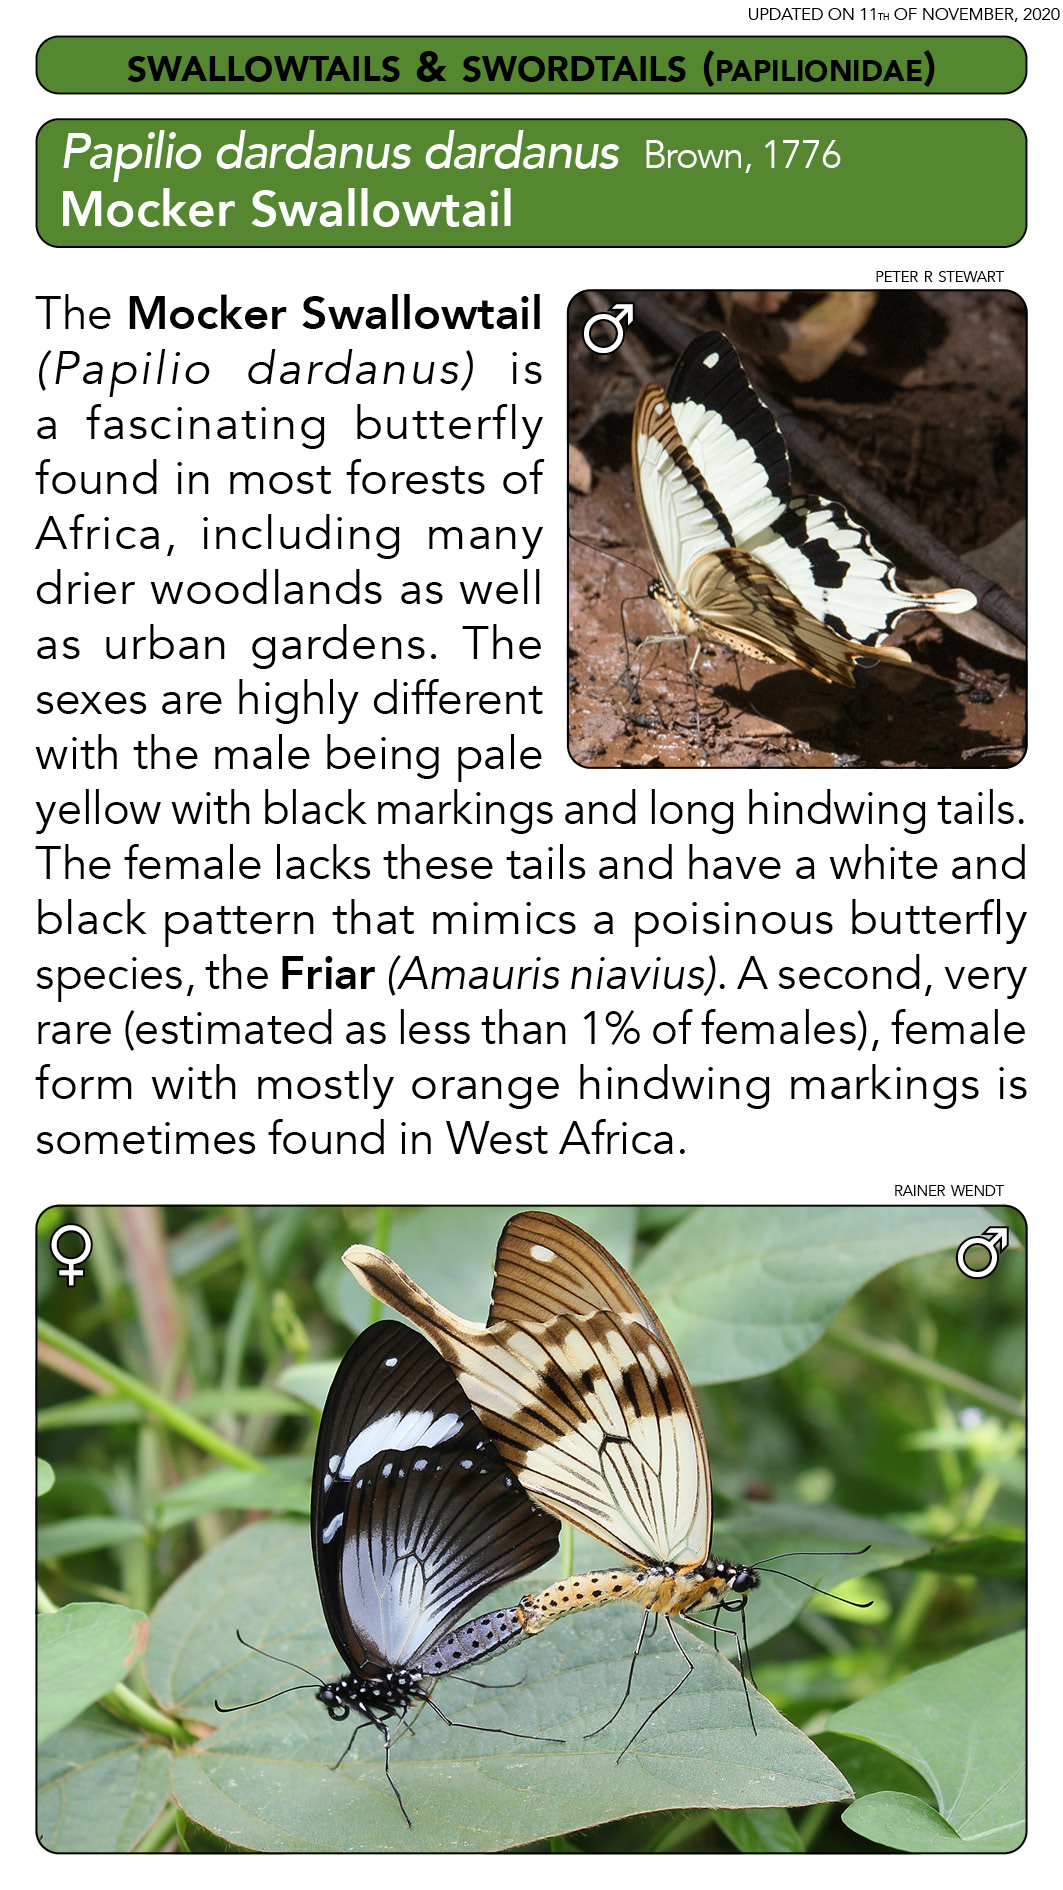 UPDATED ON 11TH OF NOVEMBER, 2020
SWALLOWTAILS & SWORDTAILS (PAPILIONIDAE)
Papilio dardanus dardanus Brown, 1776
Mocker Swallowtail
PETER R STEWART
The Mocker Swallowtail
(Papilio dardanus) is
a fascinating butterfly
found in most forests of
Africa, including many
drier woodlands as well
as urban gardens. The
sexes are highly different
with the male being pale
yellow with black markings and long hindwing tails.
The female lacks these tails and have a white and
black pattern that mimics a poisinous butterfly
species, the Friar (Amauris niavius). A second, very
rare (estimated as less than 1% of females), female
form with mostly orange hindwing markings is
sometimes found in West Africa.
RAINER WENDT
♂
♀ ♂